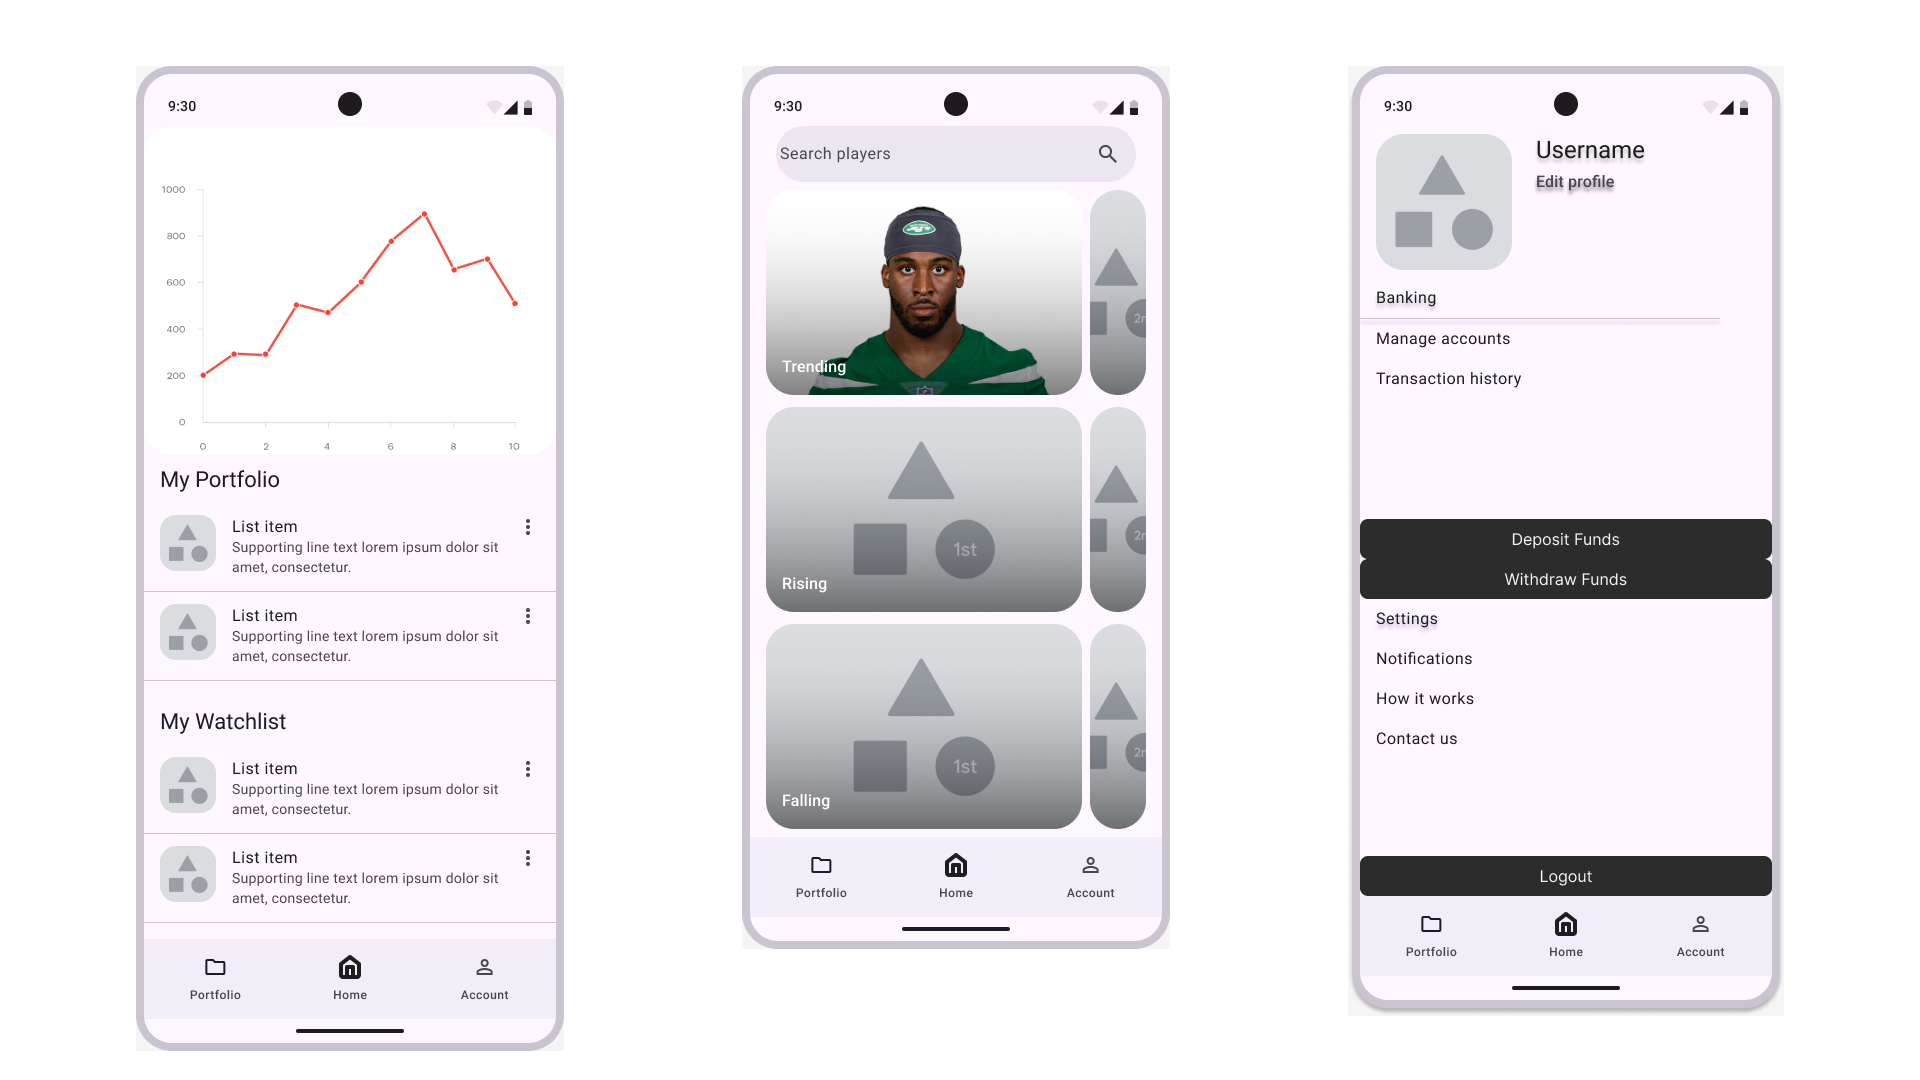 9:30
1000
800
600
400
200
0
0 2 4 6 8 10
My Portfolio
List item
Supporting line text lorem ipsum dolor sit
amet, consectetur.
List item
Supporting line text lorem ipsum dolor sit
amet, consectetur.
My Watchlist
List item
Supporting line text lorem ipsum dolor sit
amet, consectetur.
List item
Supporting line text lorem ipsum dolor sit
amet, consectetur.
Portfolio Home Account
9:30
Search players
Trending
1st
Rising
1st
Falling
Portfolio Home Account
9:30
Username
Edit profile
Banking
Manage accounts
Transaction history
Deposit Funds
Withdraw Funds
Settings
Notifications
How it works
Contact us
Logout
Portfolio Home Account